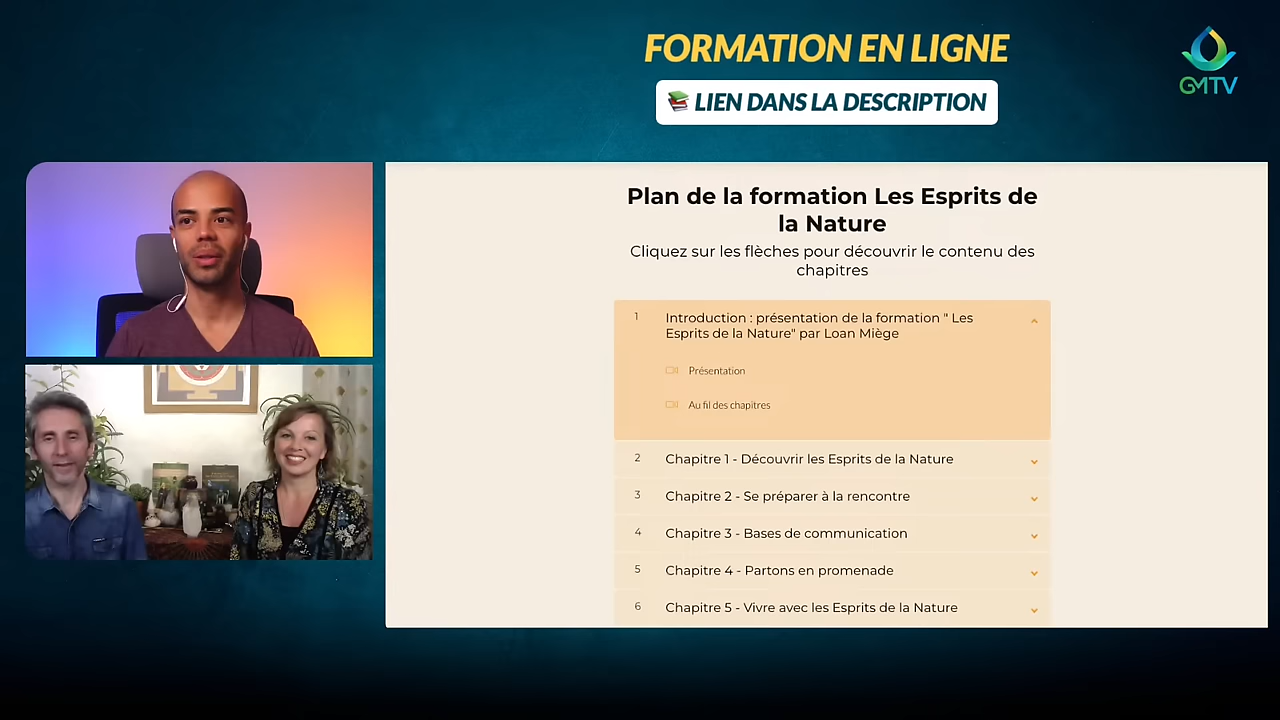 FORMATION EN LIGNE
LIEN DANS LA DESCRIPTION
GMTV
Plan de la formation Les Esprits de
la Nature
Cliquez sur les flèches pour découvrir le contenu des
chapitres
1 Introduction : présentation de la formation " Les
Esprits de la Nature" par Loan Miège
Présentation
Au fil des chapitres
2 Chapitre 1 - Découvrir les Esprits de la Nature
3 Chapitre 2 - Se préparer à la rencontre
4 Chapitre 3 - Bases de communication
5 Chapitre 4 - Partons en promenade
6 Chapitre 5 - Vivre avec les Esprits de la Nature